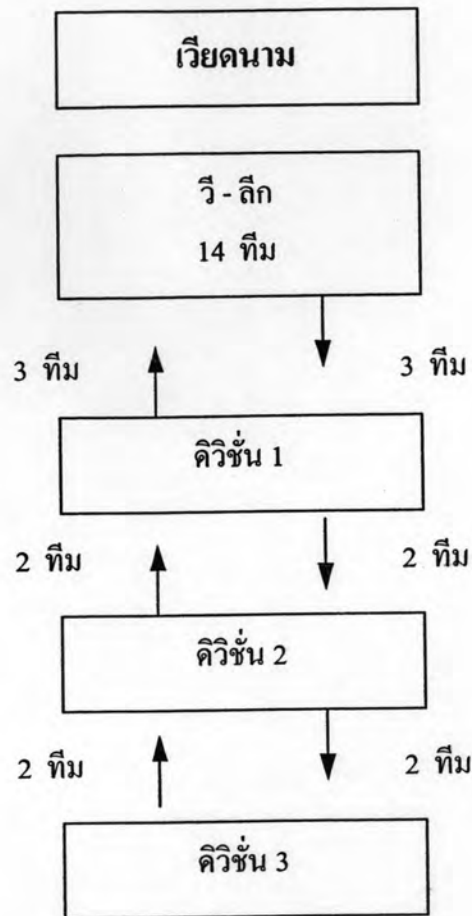 เวียดนาม
วี - ลีก
14 ทีม
3 ทีม
3 ทีม
ดิวิชั่น 1
2 ทีม
2 ทีม
ดิวิชั่น 2
2 ทีม
2 ทีม
ดิวิชั่น 3